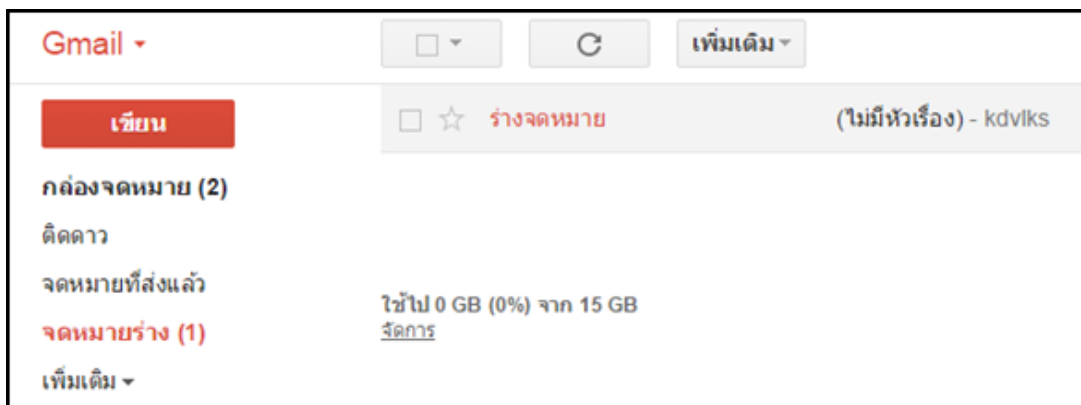 Gmail
เพิ่มเติม
เขียน
ร่างจดหมาย (ไม่มีหัวเรื่อง) - kdvlks
กล่องจดหมาย (2)
ติดดาว
จดหมายที่ส่งแล้ว
จดหมายร่าง (1)
เพิ่มเติม
ใช้ไป 0 GB (0%) จาก 15 GB
จัดการ